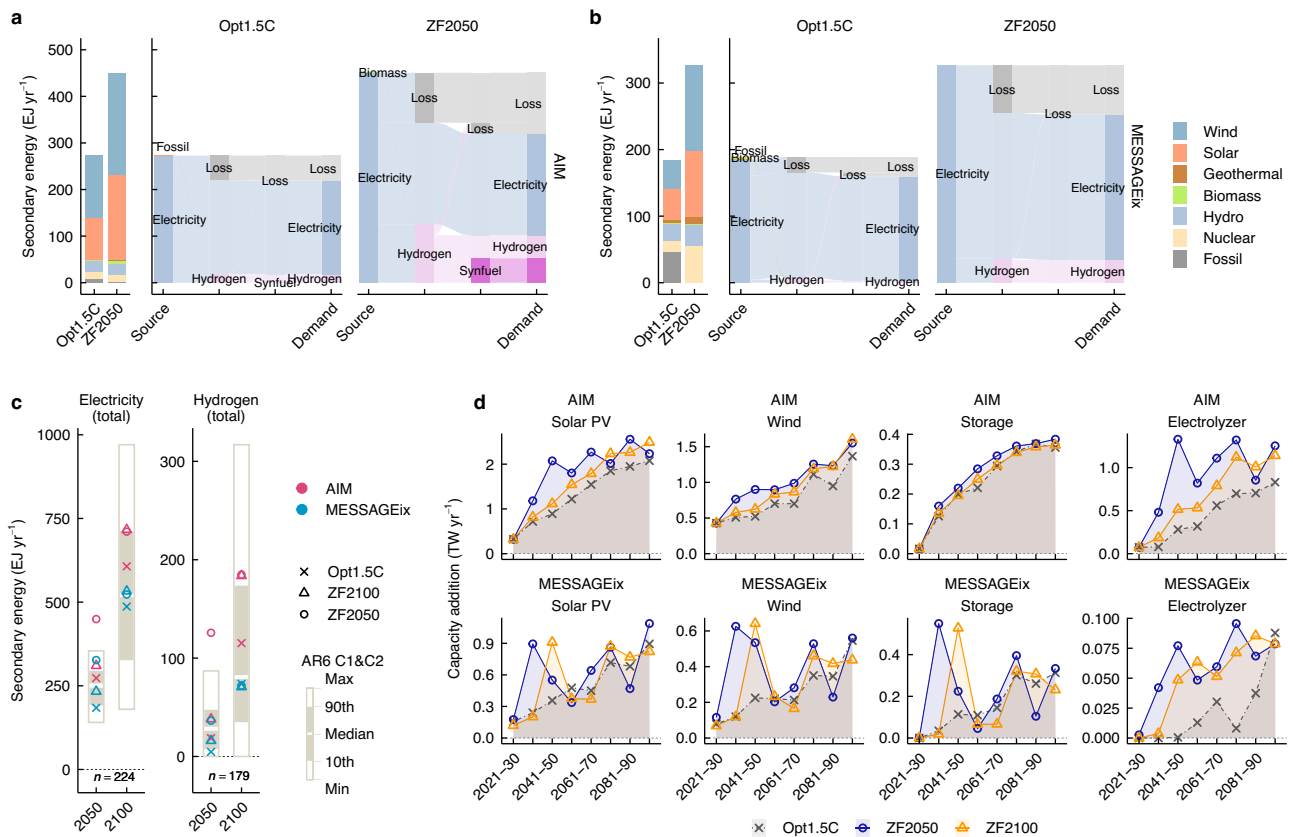 a
Opt1.5C
ZF2050
Secondary energy (EJ yr⁻¹)
500
400
300
200
100
0
Opt1.5C
ZF2050
Fossil
Electricity
Loss
Hydrogen
Loss
Synfuel
Loss
Electricity
Hydrogen
Source
Demand
Biomass
Electricity
Loss
Hydrogen
Loss
Synfuel
Loss
Electricity
Hydrogen
Source
Demand
AIM
b
Opt1.5C
ZF2050
Secondary energy (EJ yr⁻¹)
300
200
100
0
Opt1.5C
ZF2050
Fossil
Biomass
Electricity
Loss
Hydrogen
Loss
Loss
Electricity
Hydrogen
Source
Demand
Electricity
Loss
Hydrogen
Loss
Loss
Electricity
Hydrogen
Source
Demand
MESSAGEix
Wind
Solar
Geothermal
Biomass
Hydro
Nuclear
Fossil
c
Electricity
(total)
Hydrogen
(total)
Secondary energy (EJ yr⁻¹)
1000
750
500
250
0
n = 224
2050
2100
300
200
100
0
n = 179
2050
2100
AIM
MESSAGEix
Opt1.5C
ZF2100
ZF2050
AR6 C1&C2
Max
90th
Median
10th
Min
d
Capacity addition (TW yr⁻¹)
AIM
Solar PV
2
1
0
AIM
Wind
1.5
1.0
0.5
0
AIM
Storage
0.4
0.3
0.2
0.1
0.0
AIM
Electrolyzer
1.0
0.5
0
MESSAGEix
Solar PV
0.9
0.6
0.3
0.0
2021–30
2041–50
2061–70
2081–90
MESSAGEix
Wind
0.6
0.4
0.2
0.0
2021–30
2041–50
2061–70
2081–90
MESSAGEix
Storage
0.4
0.2
0.0
2021–30
2041–50
2061–70
2081–90
MESSAGEix
Electrolyzer
0.100
0.075
0.050
0.025
0.000
2021–30
2041–50
2061–70
2081–90
Opt1.5C
ZF2050
ZF2100